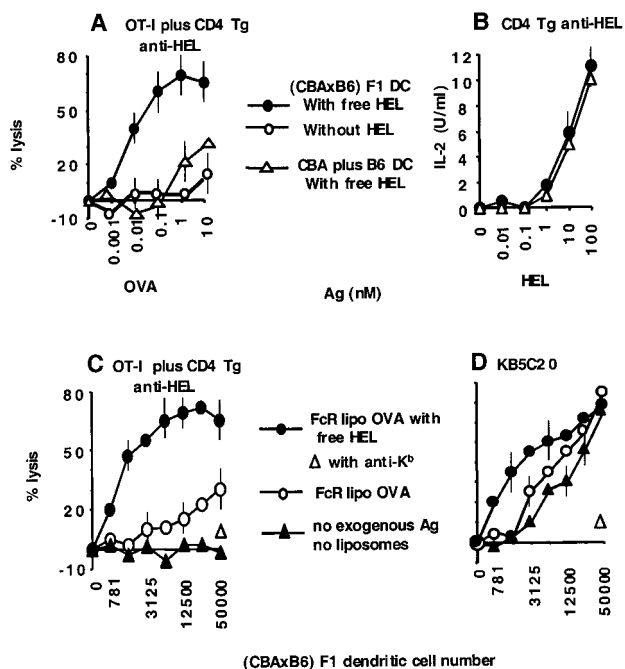 A OT-I plus CD4 Tg
anti-HEL
% lysis
80
50
20
-10
0
0.001
0.01
0.1
1
10
OVA
(CBAxB6) F1 DC
With free HEL
Without HEL
CBA plus B6 DC
With free HEL
Ag (nM)
B CD4 Tg anti-HEL
IL-2 (U/ml)
12
10
8
6
4
2
0
0
0.01
0.1
1
10
100
HEL
C OT-I plus CD4 Tg
anti-HEL
% lysis
80
50
20
-10
0
781
3125
12500
50000
FcR lipo OVA with
free HEL
with anti-Kb
FcR lipo OVA
no exogenous Ag
no liposomes
D KB5C20
0
781
3125
12500
50000
(CBAxB6) F1 dendritic cell number